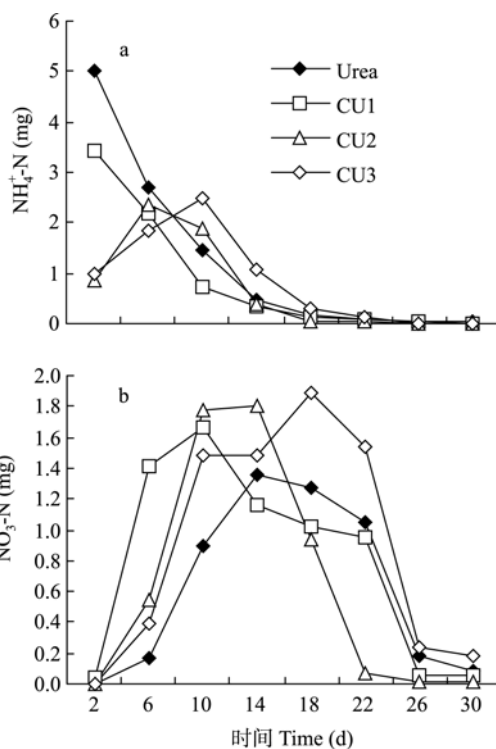 a
NH₄⁺-N (mg)
6
5
4
3
2
1
0
Urea
CU1
CU2
CU3
b
NO₃⁻-N (mg)
2.0
1.8
1.6
1.4
1.2
1.0
0.8
0.6
0.4
0.2
0.0
2 6 10 14 18 22 26 30
时间 Time (d)